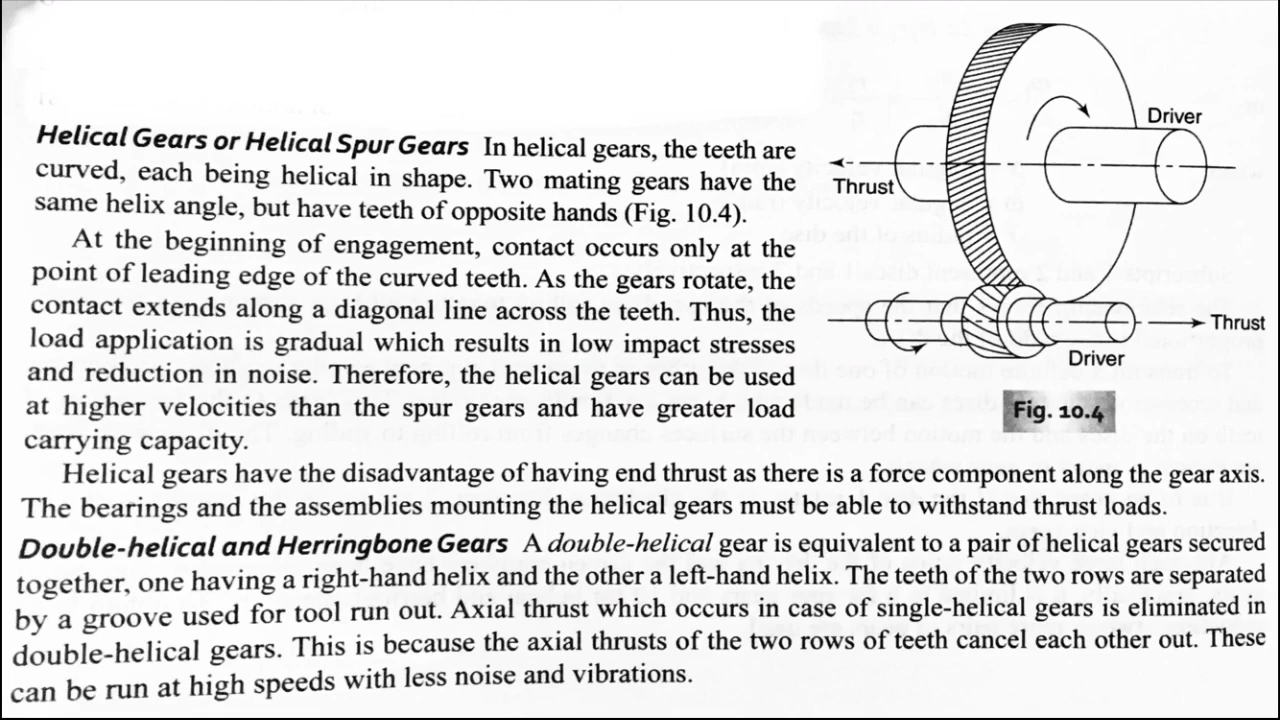 Helical Gears or Helical Spur Gears In helical gears, the teeth are
curved, each being helical in shape. Two mating gears have the
same helix angle, but have teeth of opposite hands (Fig. 10.4).
At the beginning of engagement, contact occurs only at the
point of leading edge of the curved teeth. As the gears rotate, the
contact extends along a diagonal line across the teeth. Thus, the
load application is gradual which results in low impact stresses
and reduction in noise. Therefore, the helical gears can be used
at higher velocities than the spur gears and have greater load
carrying capacity.
Driver
Thrust
Thrust
Driver
Fig. 10.4
Helical gears have the disadvantage of having end thrust as there is a force component along the gear axis.
The bearings and the assemblies mounting the helical gears must be able to withstand thrust loads.
Double-helical and Herringbone Gears A double-helical gear is equivalent to a pair of helical gears secured
together, one having a right-hand helix and the other a left-hand helix. The teeth of the two rows are separated
by a groove used for tool run out. Axial thrust which occurs in case of single-helical gears is eliminated in
double-helical gears. This is because the axial thrusts of the two rows of teeth cancel each other out. These
can be run at high speeds with less noise and vibrations.